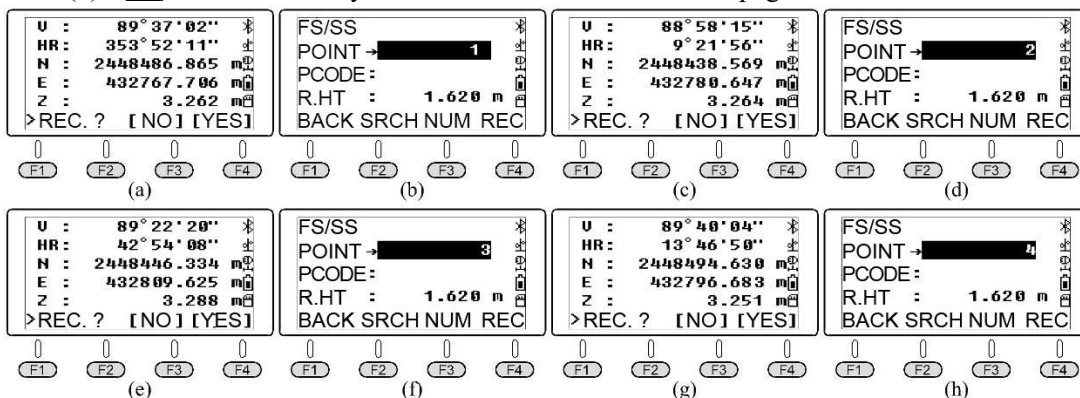 V : 89°37'02"
HR: 353°52'11"
N : 2448486.865 m
E : 432767.706 m
Z : 3.262 m
>REC. ? [NO] [YES]
F1 F2 F3 F4
(a)
FS/SS
POINT → 1
PCODE:
R.HT : 1.620 m
BACK SRCH NUM REC
F1 F2 F3 F4
(b)
V : 88°58'15"
HR: 9°21'56"
N : 2448438.569 m
E : 432780.647 m
Z : 3.264 m
>REC. ? [NO] [YES]
F1 F2 F3 F4
(c)
FS/SS
POINT → 2
PCODE:
R.HT : 1.620 m
BACK SRCH NUM REC
F1 F2 F3 F4
(d)
V : 89°22'20"
HR: 42°54'08"
N : 2448446.334 m
E : 432809.625 m
Z : 3.288 m
>REC. ? [NO] [YES]
F1 F2 F3 F4
(e)
FS/SS
POINT → 3
PCODE:
R.HT : 1.620 m
BACK SRCH NUM REC
F1 F2 F3 F4
(f)
V : 89°40'04"
HR: 13°46'50"
N : 2448494.630 m
E : 432796.683 m
Z : 3.251 m
>REC. ? [NO] [YES]
F1 F2 F3 F4
(g)
FS/SS
POINT → 4
PCODE:
R.HT : 1.620 m
BACK SRCH NUM REC
F1 F2 F3 F4
(h)